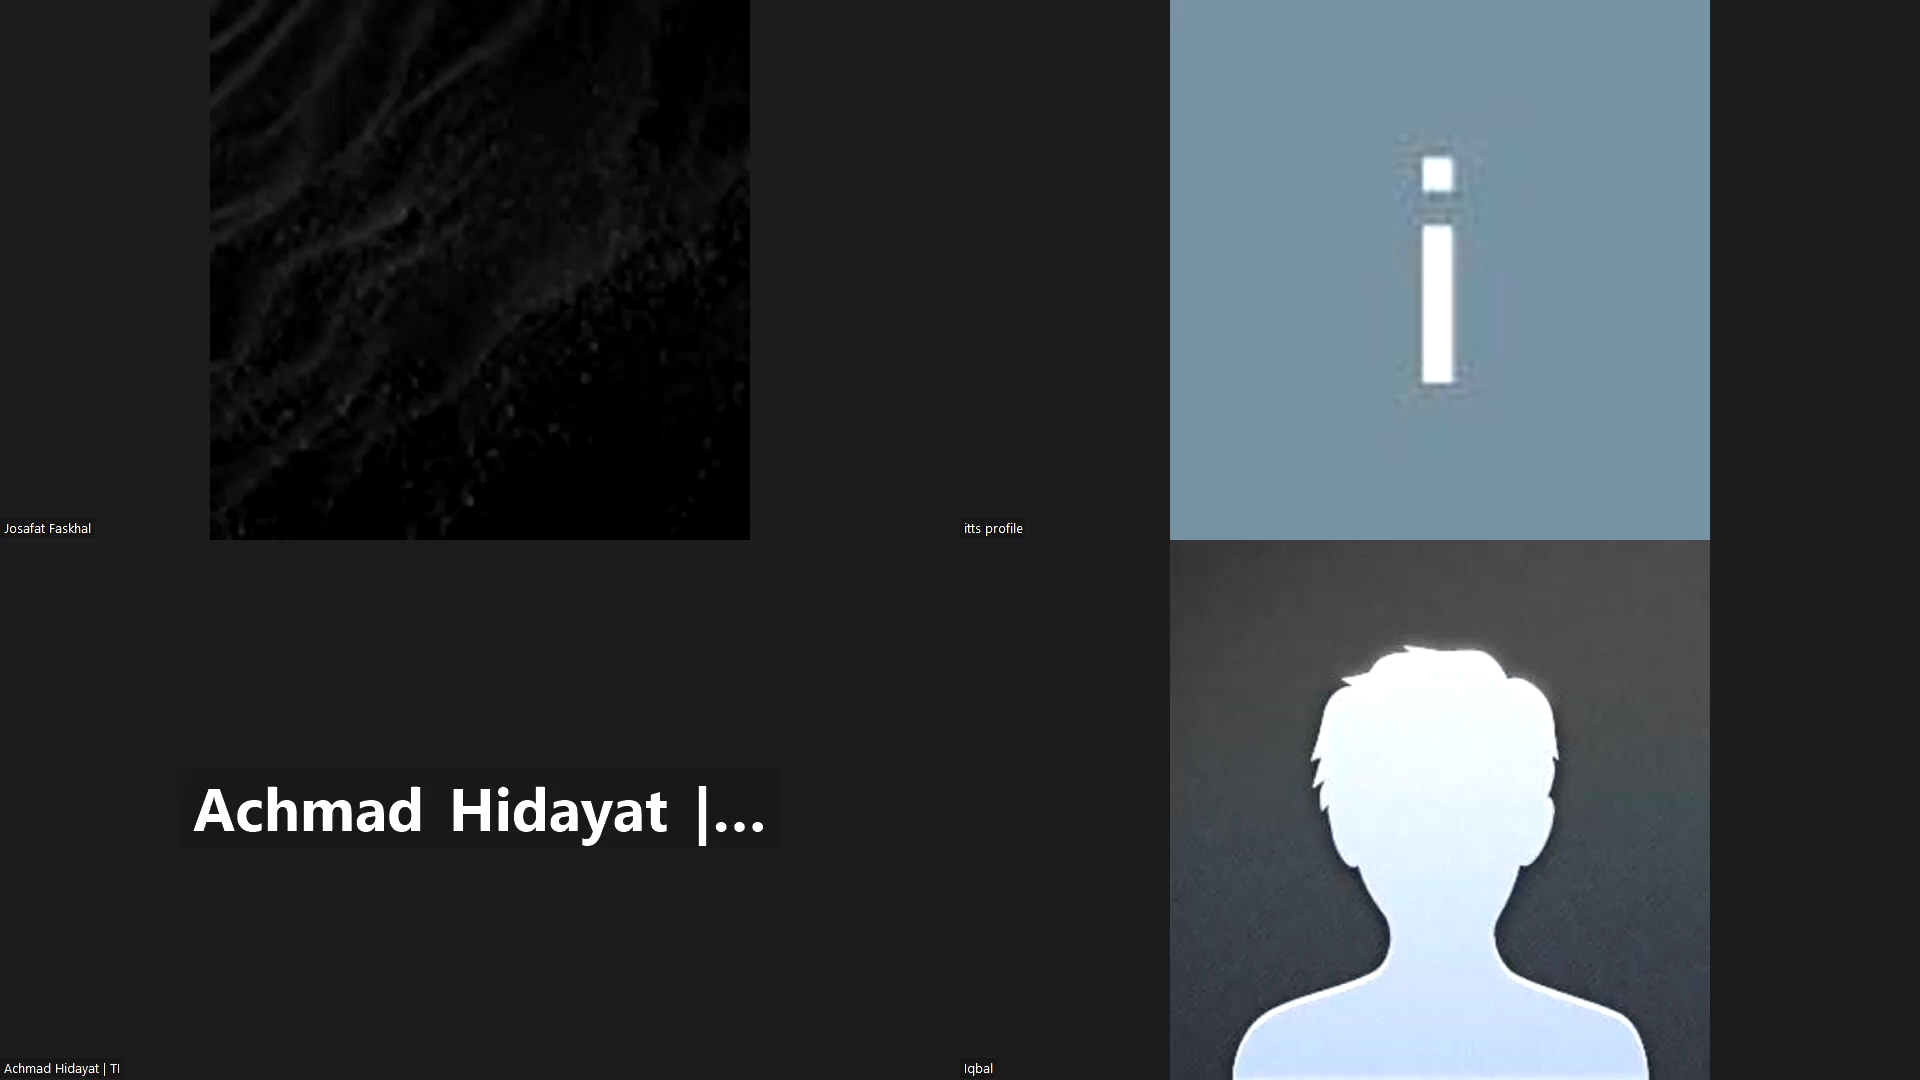 i
Josafat Faskhal
itts profile
Achmad Hidayat |...
Achmad Hidayat | TI
Iqbal